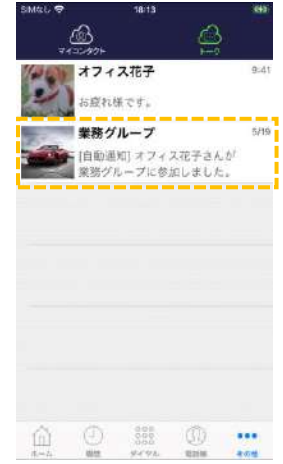 SIMなし
18:13
マイコンタクト
トーク
オフィス花子
9:41
お疲れ様です。
業務グループ
5/19
[自動通知] オフィス花子さんが
業務グループに参加しました。
ホーム
履歴
ダイヤル
電話帳
その他